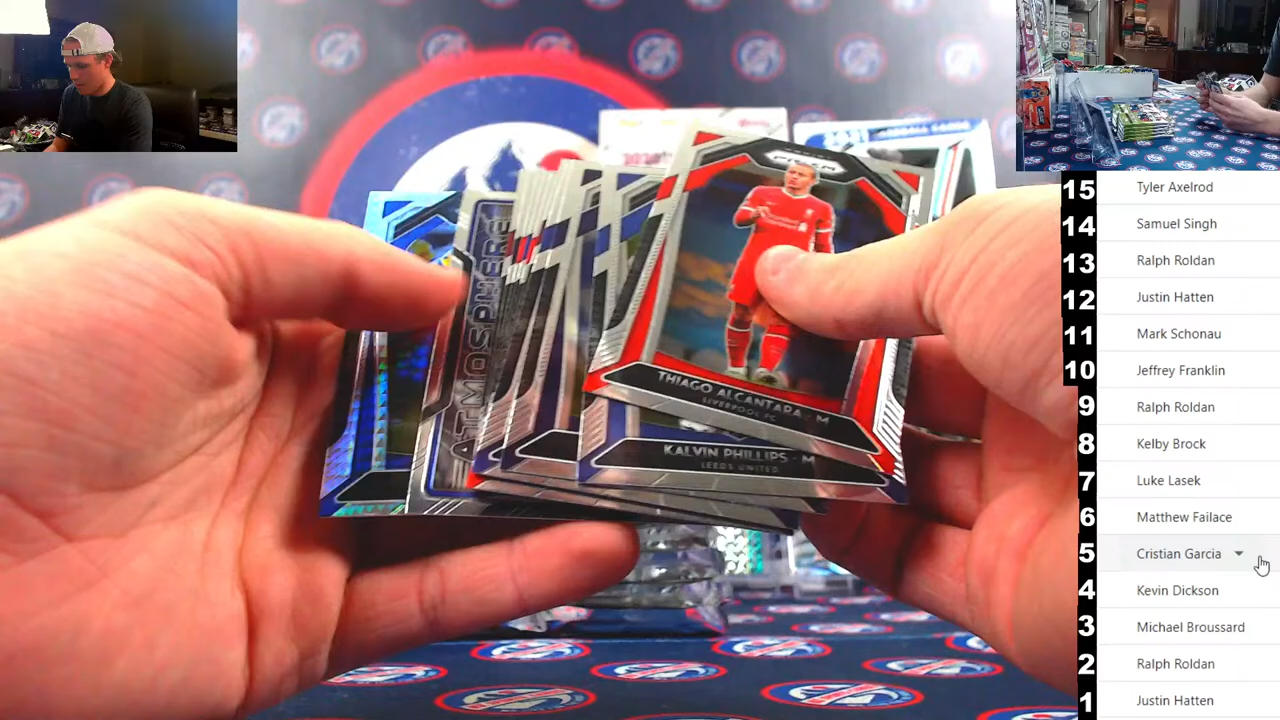 PRIZM
THIAGO ALCANTARA - M
LIVERPOOL FC
KALVIN PHILLIPS - M
LEEDS UNITED
ATMOSPHERE
15 Tyler Axelrod
14 Samuel Singh
13 Ralph Roldan
12 Justin Hatten
11 Mark Schonau
10 Jeffrey Franklin
9 Ralph Roldan
8 Kelby Brock
7 Luke Lasek
6 Matthew Failace
5 Cristian Garcia
4 Kevin Dickson
3 Michael Broussard
2 Ralph Roldan
1 Justin Hatten